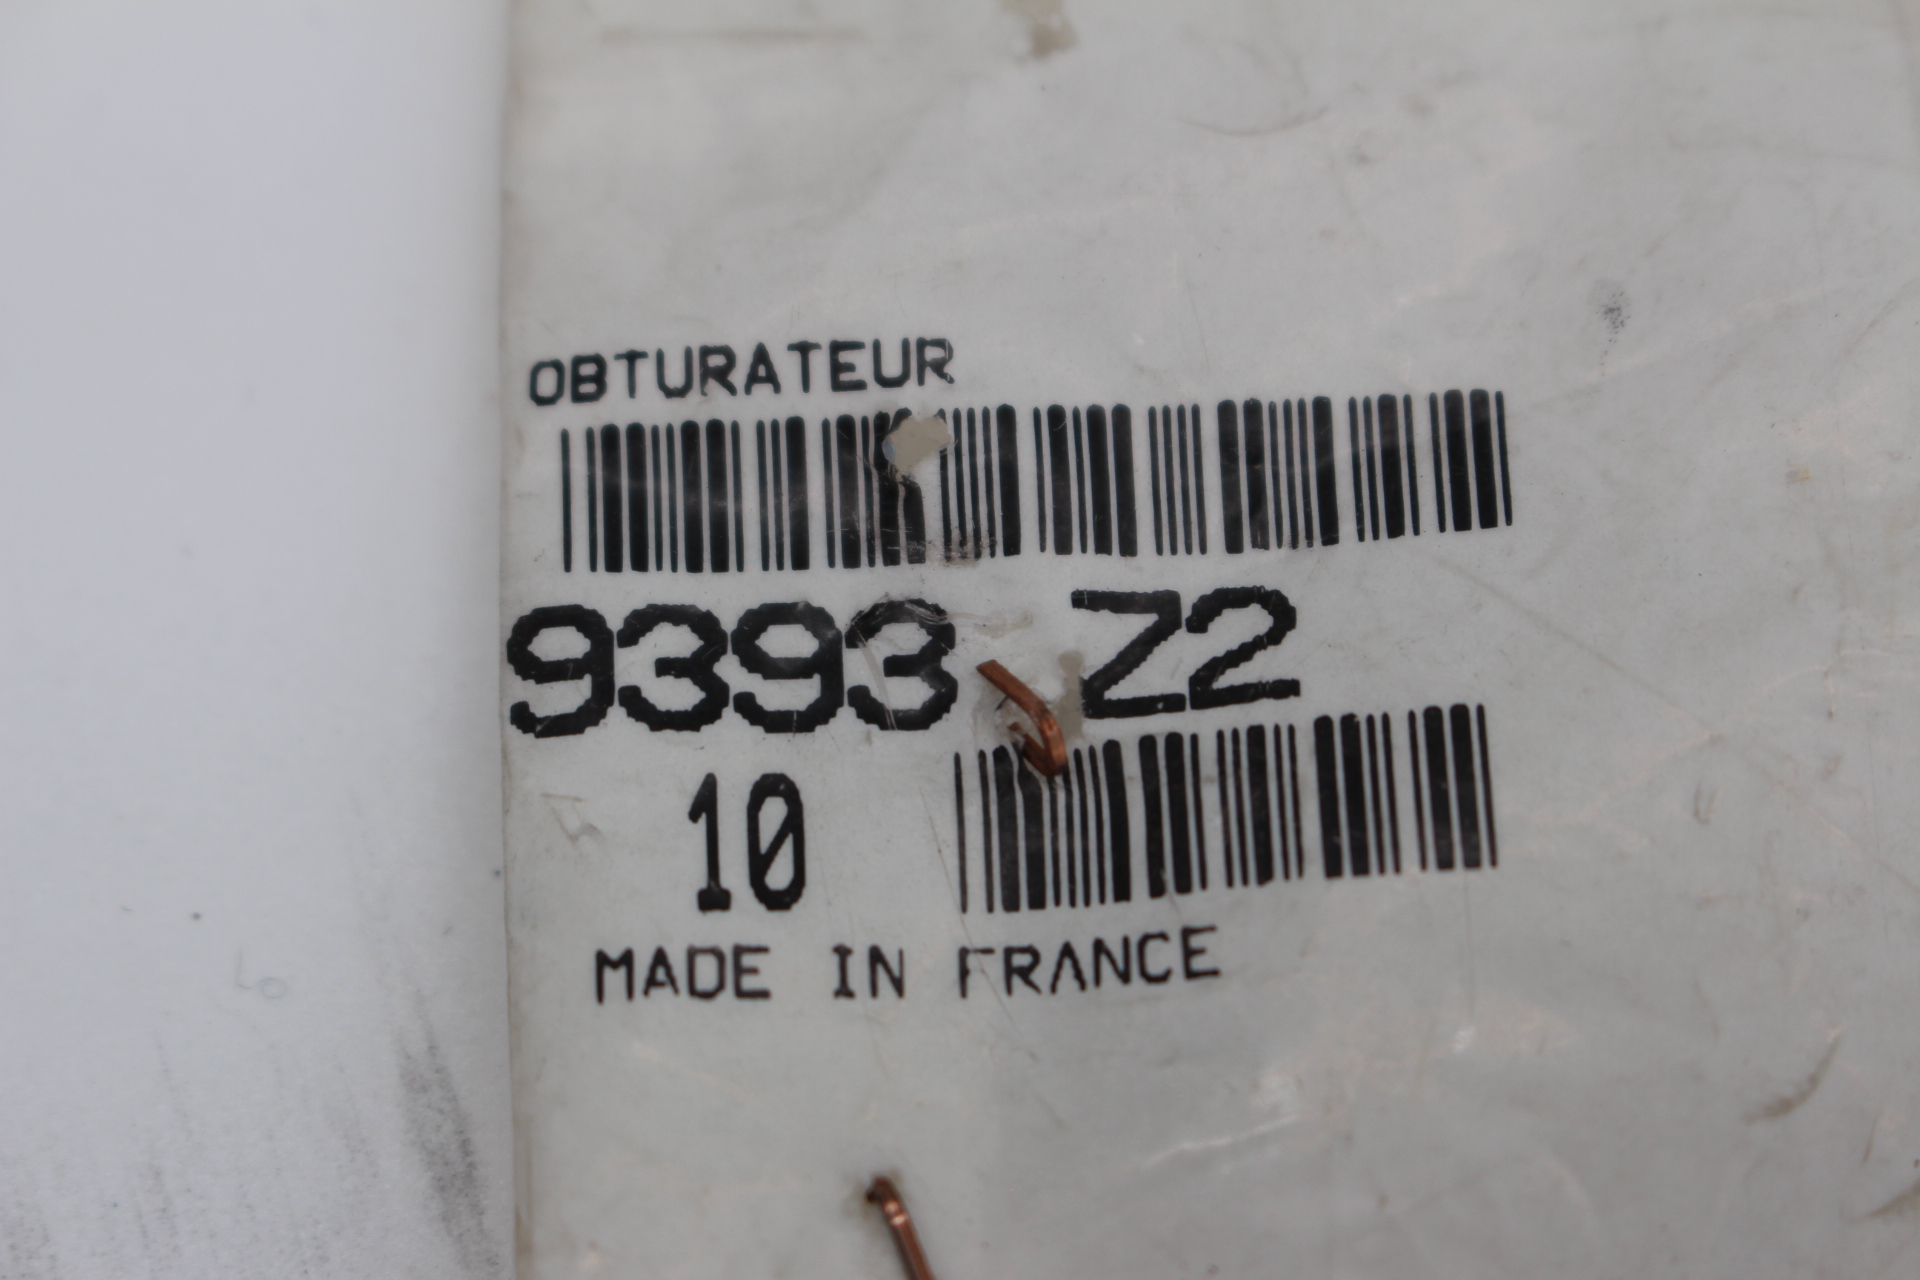 OBTURATEUR
9393 Z2
10
MADE IN FRANCE